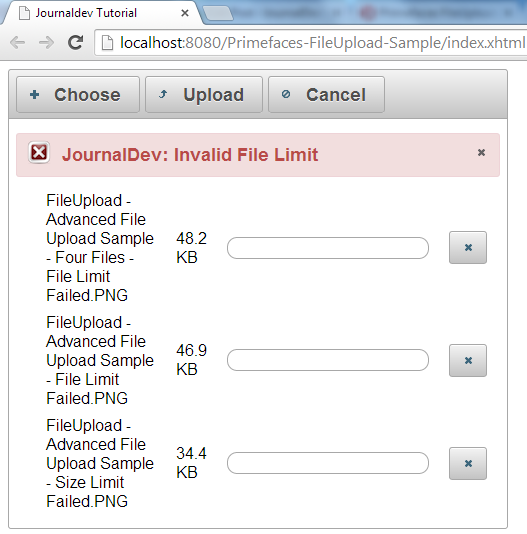 Journaldev Tutorial
localhost:8080/Primefaces-FileUpload-Sample/index.xhtml
Choose Upload Cancel
JournalDev: Invalid File Limit
FileUpload -
Advanced File
Upload Sample
- Four Files -
File Limit
Failed.PNG
48.2
KB
FileUpload -
Advanced File
Upload Sample
- File Limit
Failed.PNG
46.9
KB
FileUpload -
Advanced File
Upload Sample
- Size Limit
Failed.PNG
34.4
KB